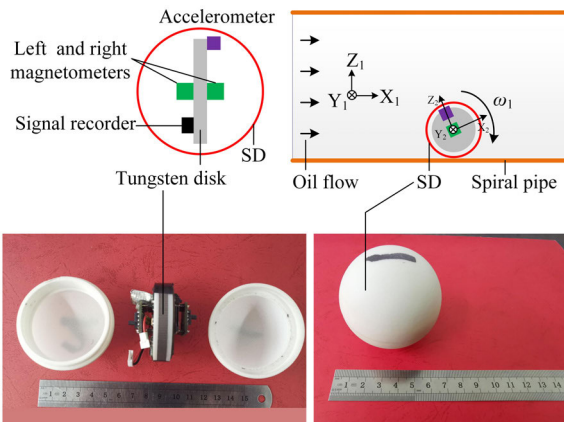 Accelerometer
Left and right
magnetometers
Signal recorder
SD
Tungsten disk
Z1
Y1
X1
Z2
Y2
X2
ω1
Oil flow
SD
Spiral pipe
1 2 3 4 5 6 7 8 9 10 11 12 13 14 15
1 2 3 4 5 6 7 8 9 10 11 12 13 14